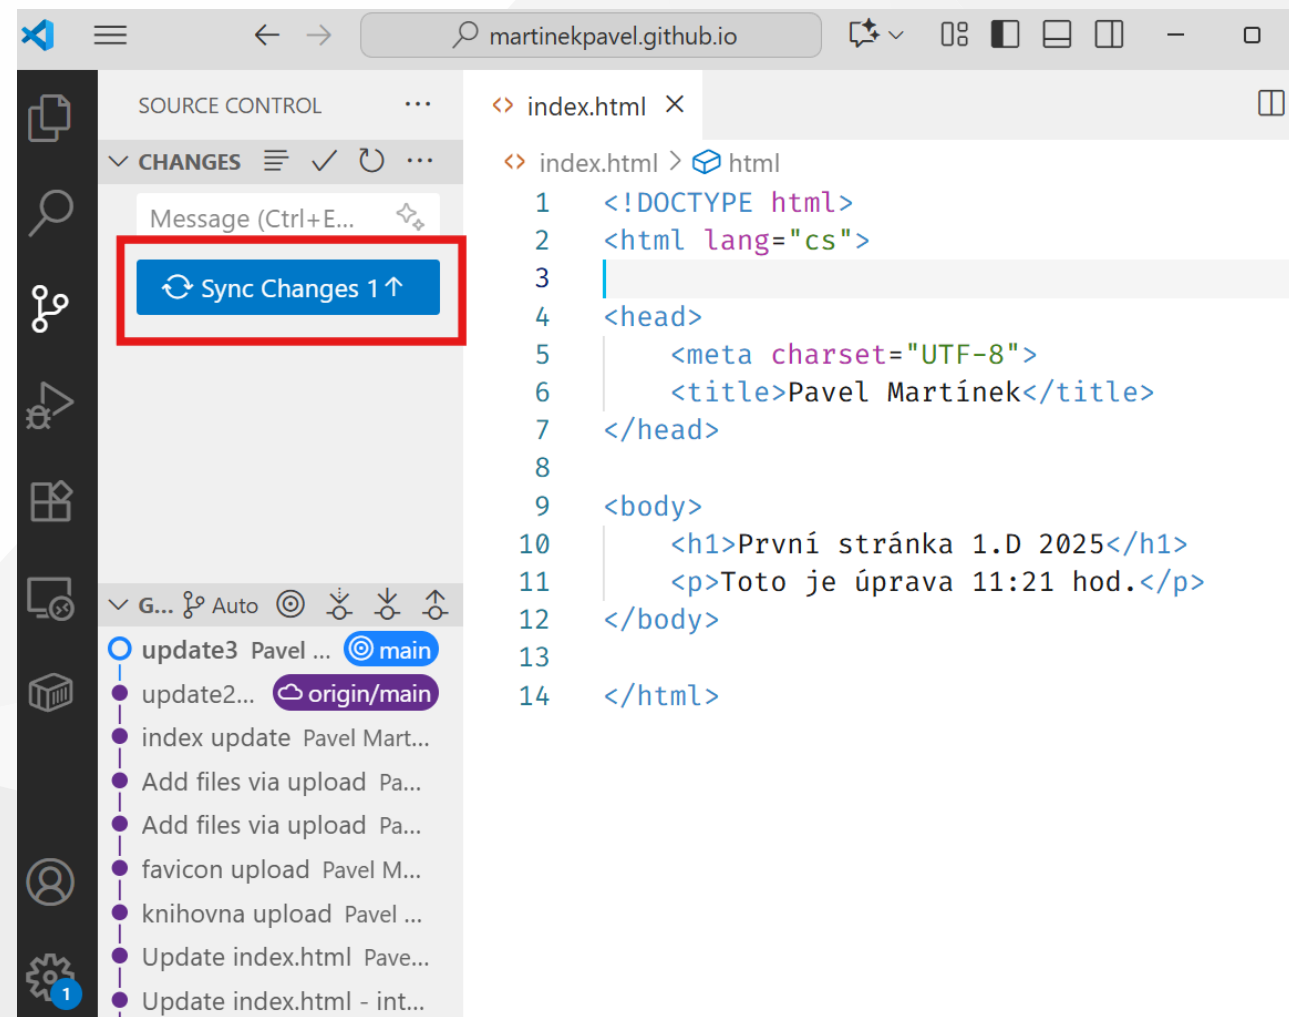 martinekpavel.github.io
SOURCE CONTROL
CHANGES
Message (Ctrl+E...
Sync Changes 1↑
G... Auto
update3 Pavel ... main
update2... origin/main
index update Pavel Mart...
Add files via upload Pa...
Add files via upload Pa...
favicon upload Pavel M...
knihovna upload Pavel ...
Update index.html Pave...
Update index.html - int...
1
index.html
index.html > html
1 <!DOCTYPE html>
2 <html lang="cs">
3
4 <head>
5 <meta charset="UTF-8">
6 <title>Pavel Martínek</title>
7 </head>
8
9 <body>
10 <h1>První stránka 1.D 2025</h1>
11 <p>Toto je úprava 11:21 hod.</p>
12 </body>
13
14 </html>